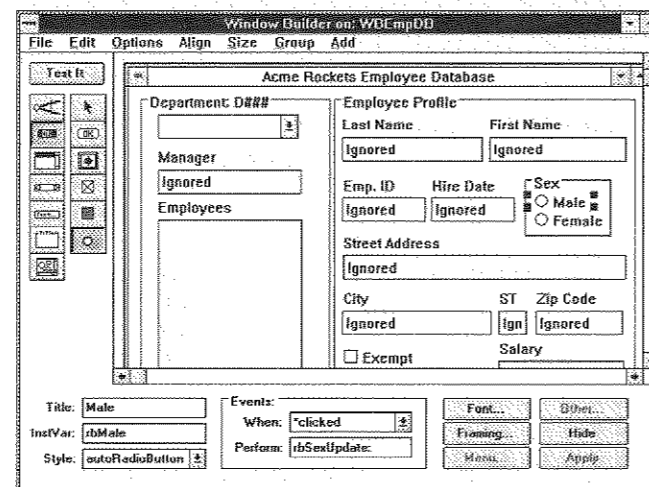 Window Builder on: WBEmpDB
File Edit Options Align Size Group Add
Test It
Acme Rockets Employee Database
Department: D###
Employee Profile
Last Name First Name
Ignored Ignored
Manager
Ignored
Emp. ID Hire Date Sex
Ignored Ignored
Male
Female
Employees
Street Address
Ignored
City ST Zip Code
Ignored Ign Ignored
Exempt
Salary
OK
Title: Male
InstVar: rbMale
Style: autoRadioButton
Events:
When: *clicked
Perform: rbSexUpdate:
Font... Other...
Framing... Hide
Menu... Apply